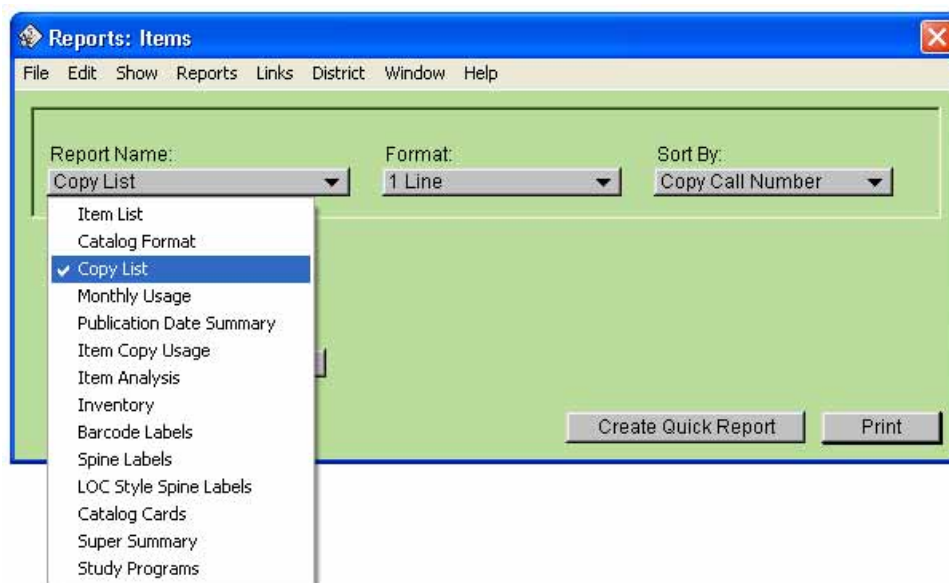 Reports: Items
File Edit Show Reports Links District Window Help
Report Name: Format: Sort By:
Copy List 1 Line Copy Call Number
Item List
Catalog Format
Copy List
Monthly Usage
Publication Date Summary
Item Copy Usage
Item Analysis
Inventory
Barcode Labels
Create Quick Report Print
Spine Labels
LOC Style Spine Labels
Catalog Cards
Super Summary
Study Programs